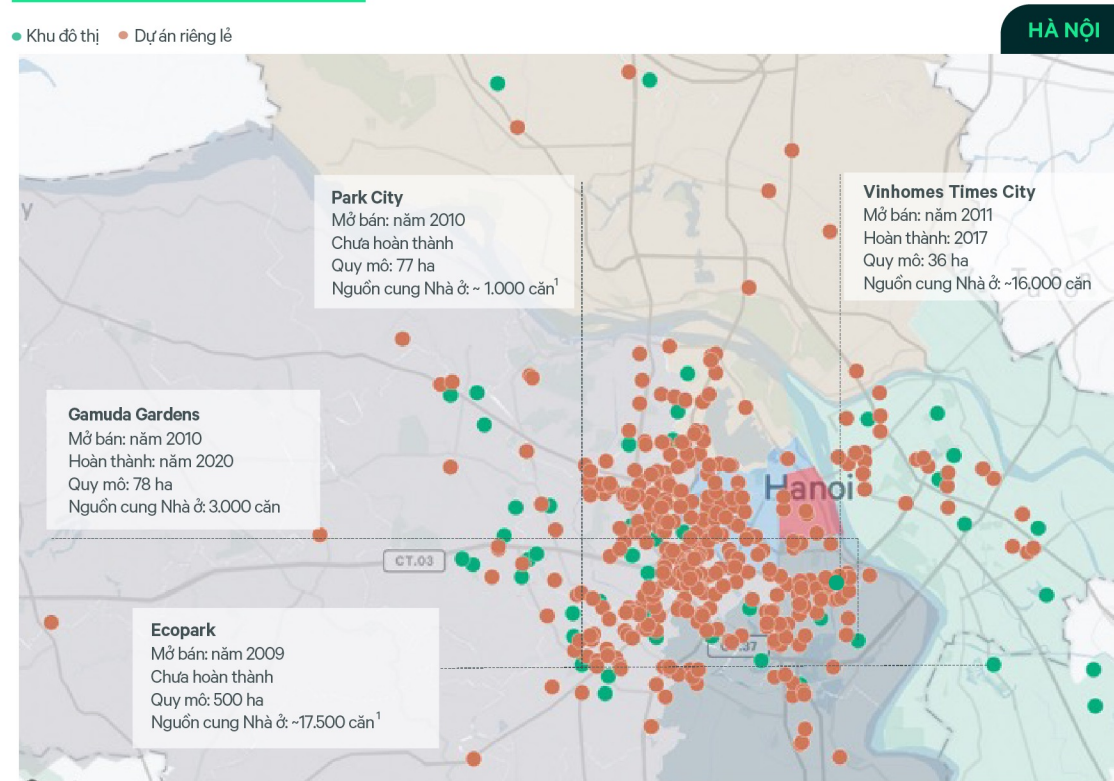 Khu đô thị
Dự án riêng lẻ
HÀ NỘI
y
Park City
Mở bán: năm 2010
Chưa hoàn thành
Quy mô: 77 ha
Nguồn cung Nhà ở: ~ 1.000 căn¹
Vinhomes Times City
Mở bán: năm 2011
Hoàn thành: 2017
Quy mô: 36 ha
Nguồn cung Nhà ở: ~16.000 căn
Gamuda Gardens
Mở bán: năm 2010
Hoàn thành: năm 2020
Quy mô: 78 ha
Nguồn cung Nhà ở: 3.000 căn
Hanoi
CT.03
Ecopark
Mở bán: năm 2009
Chưa hoàn thành
Quy mô: 500 ha
Nguồn cung Nhà ở: ~17.500 căn¹